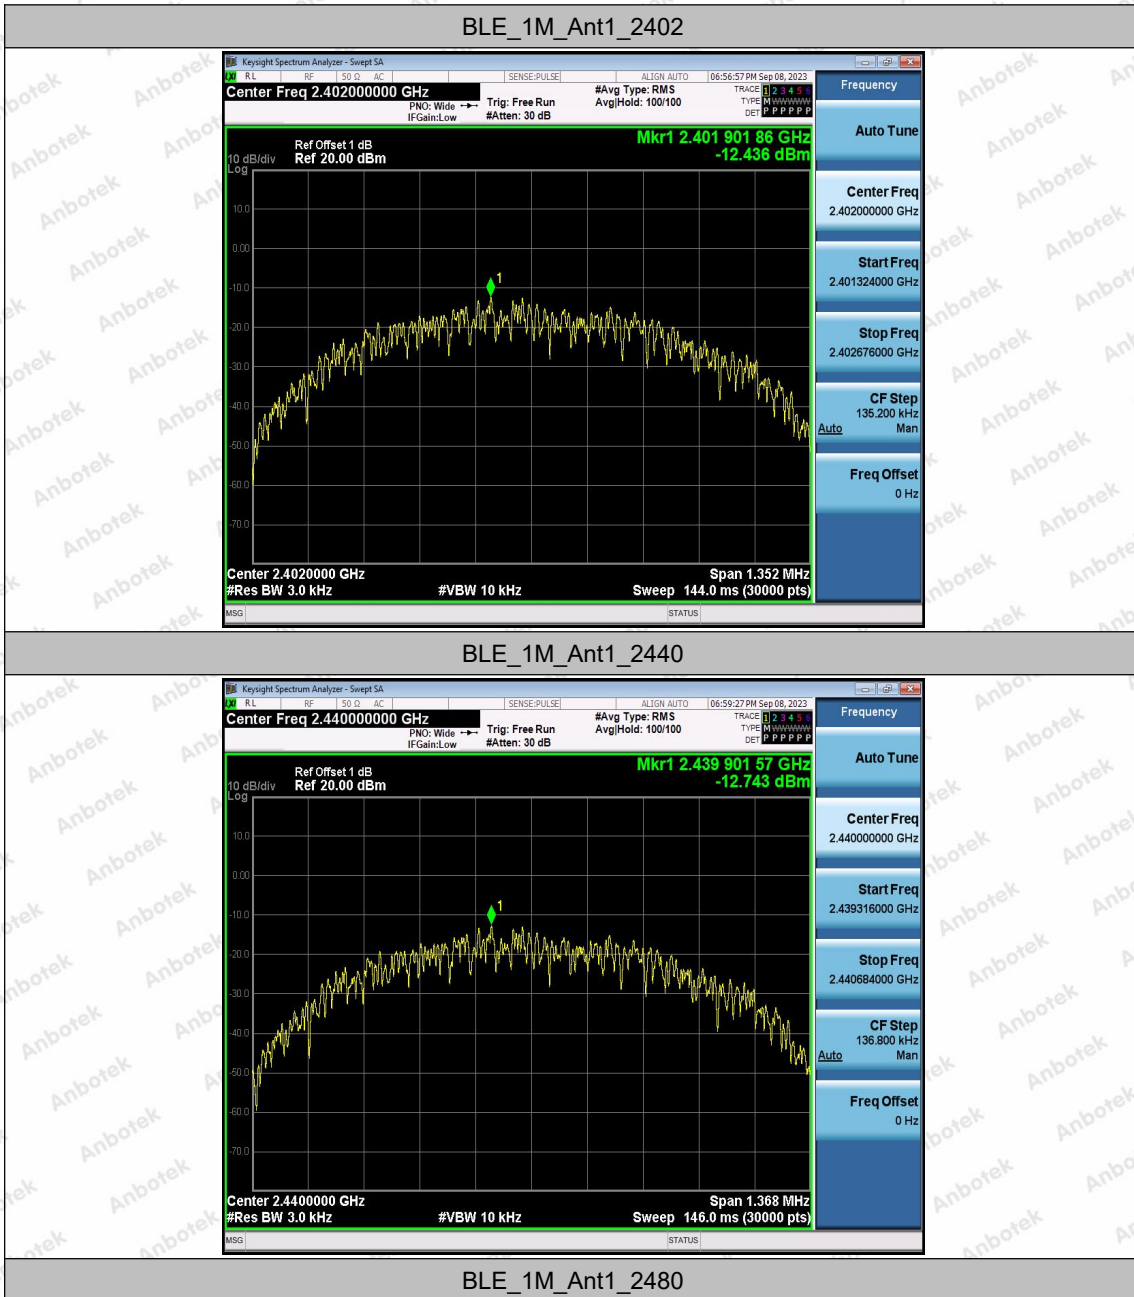 BLE_1M_Ant1_2402
Keysight Spectrum Analyzer - Swept SA
LXI RL RF 50 Ω AC SENSE:PULSE ALIGN AUTO 06:56:57 PM Sep 08, 2023
Center Freq 2.402000000 GHz
PNO: Wide
IFGain:Low
Trig: Free Run
#Atten: 30 dB
#Avg Type: RMS
Avg|Hold: 100/100
TRACE 1 2 3 4 5 6
TYPE M WWWWW
DET P P P P P P
Frequency
Auto Tune
Center Freq
2.402000000 GHz
Start Freq
2.401324000 GHz
Stop Freq
2.402676000 GHz
CF Step
135.200 kHz
Auto Man
Freq Offset
0 Hz
Mkr1 2.401 901 86 GHz
-12.436 dBm
Ref Offset 1 dB
10 dB/div Ref 20.00 dBm
Log
10.0
0.00
-10.0
-20.0
-30.0
-40.0
-50.0
-60.0
-70.0
1
Center 2.4020000 GHz Span 1.352 MHz
#Res BW 3.0 kHz #VBW 10 kHz Sweep 144.0 ms (30000 pts)
MSG STATUS
BLE_1M_Ant1_2440
Keysight Spectrum Analyzer - Swept SA
LXI RL RF 50 Ω AC SENSE:PULSE ALIGN AUTO 06:59:27 PM Sep 08, 2023
Center Freq 2.440000000 GHz
PNO: Wide
IFGain:Low
Trig: Free Run
#Atten: 30 dB
#Avg Type: RMS
Avg|Hold: 100/100
TRACE 1 2 3 4 5 6
TYPE M WWWWW
DET P P P P P P
Frequency
Auto Tune
Center Freq
2.440000000 GHz
Start Freq
2.439316000 GHz
Stop Freq
2.440684000 GHz
CF Step
136.800 kHz
Auto Man
Freq Offset
0 Hz
Mkr1 2.439 901 57 GHz
-12.743 dBm
Ref Offset 1 dB
10 dB/div Ref 20.00 dBm
Log
10.0
0.00
-10.0
-20.0
-30.0
-40.0
-50.0
-60.0
-70.0
1
Center 2.4400000 GHz Span 1.368 MHz
#Res BW 3.0 kHz #VBW 10 kHz Sweep 146.0 ms (30000 pts)
MSG STATUS
BLE_1M_Ant1_2480
Anbotek